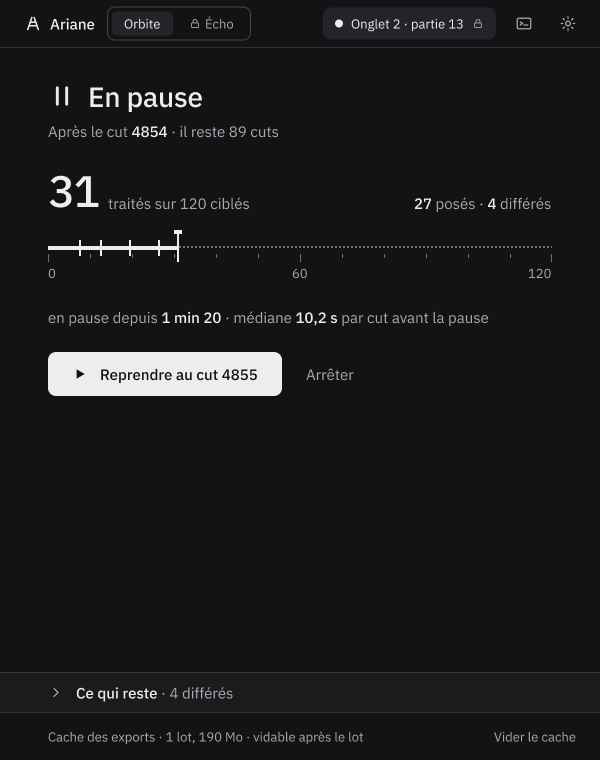 Ariane Orbite Écho Onglet 2 · partie 13
En pause
Après le cut 4854 · il reste 89 cuts
31 traités sur 120 ciblés 27 posés · 4 différés
0 60 120
en pause depuis 1 min 20 · médiane 10,2 s par cut avant la pause
Reprendre au cut 4855 Arrêter
Ce qui reste · 4 différés
Cache des exports · 1 lot, 190 Mo · vidable après le lot Vider le cache